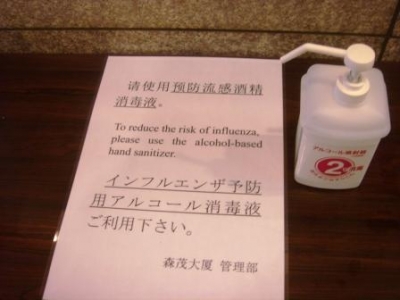 请使用预防流感酒精
消毒液。
To reduce the risk of influenza,
please use the alcohol-based
hand sanitizer.
インフルエンザ予防
用アルコール消毒液
ご利用下さい。
森茂大厦 管理部
アルコール
2